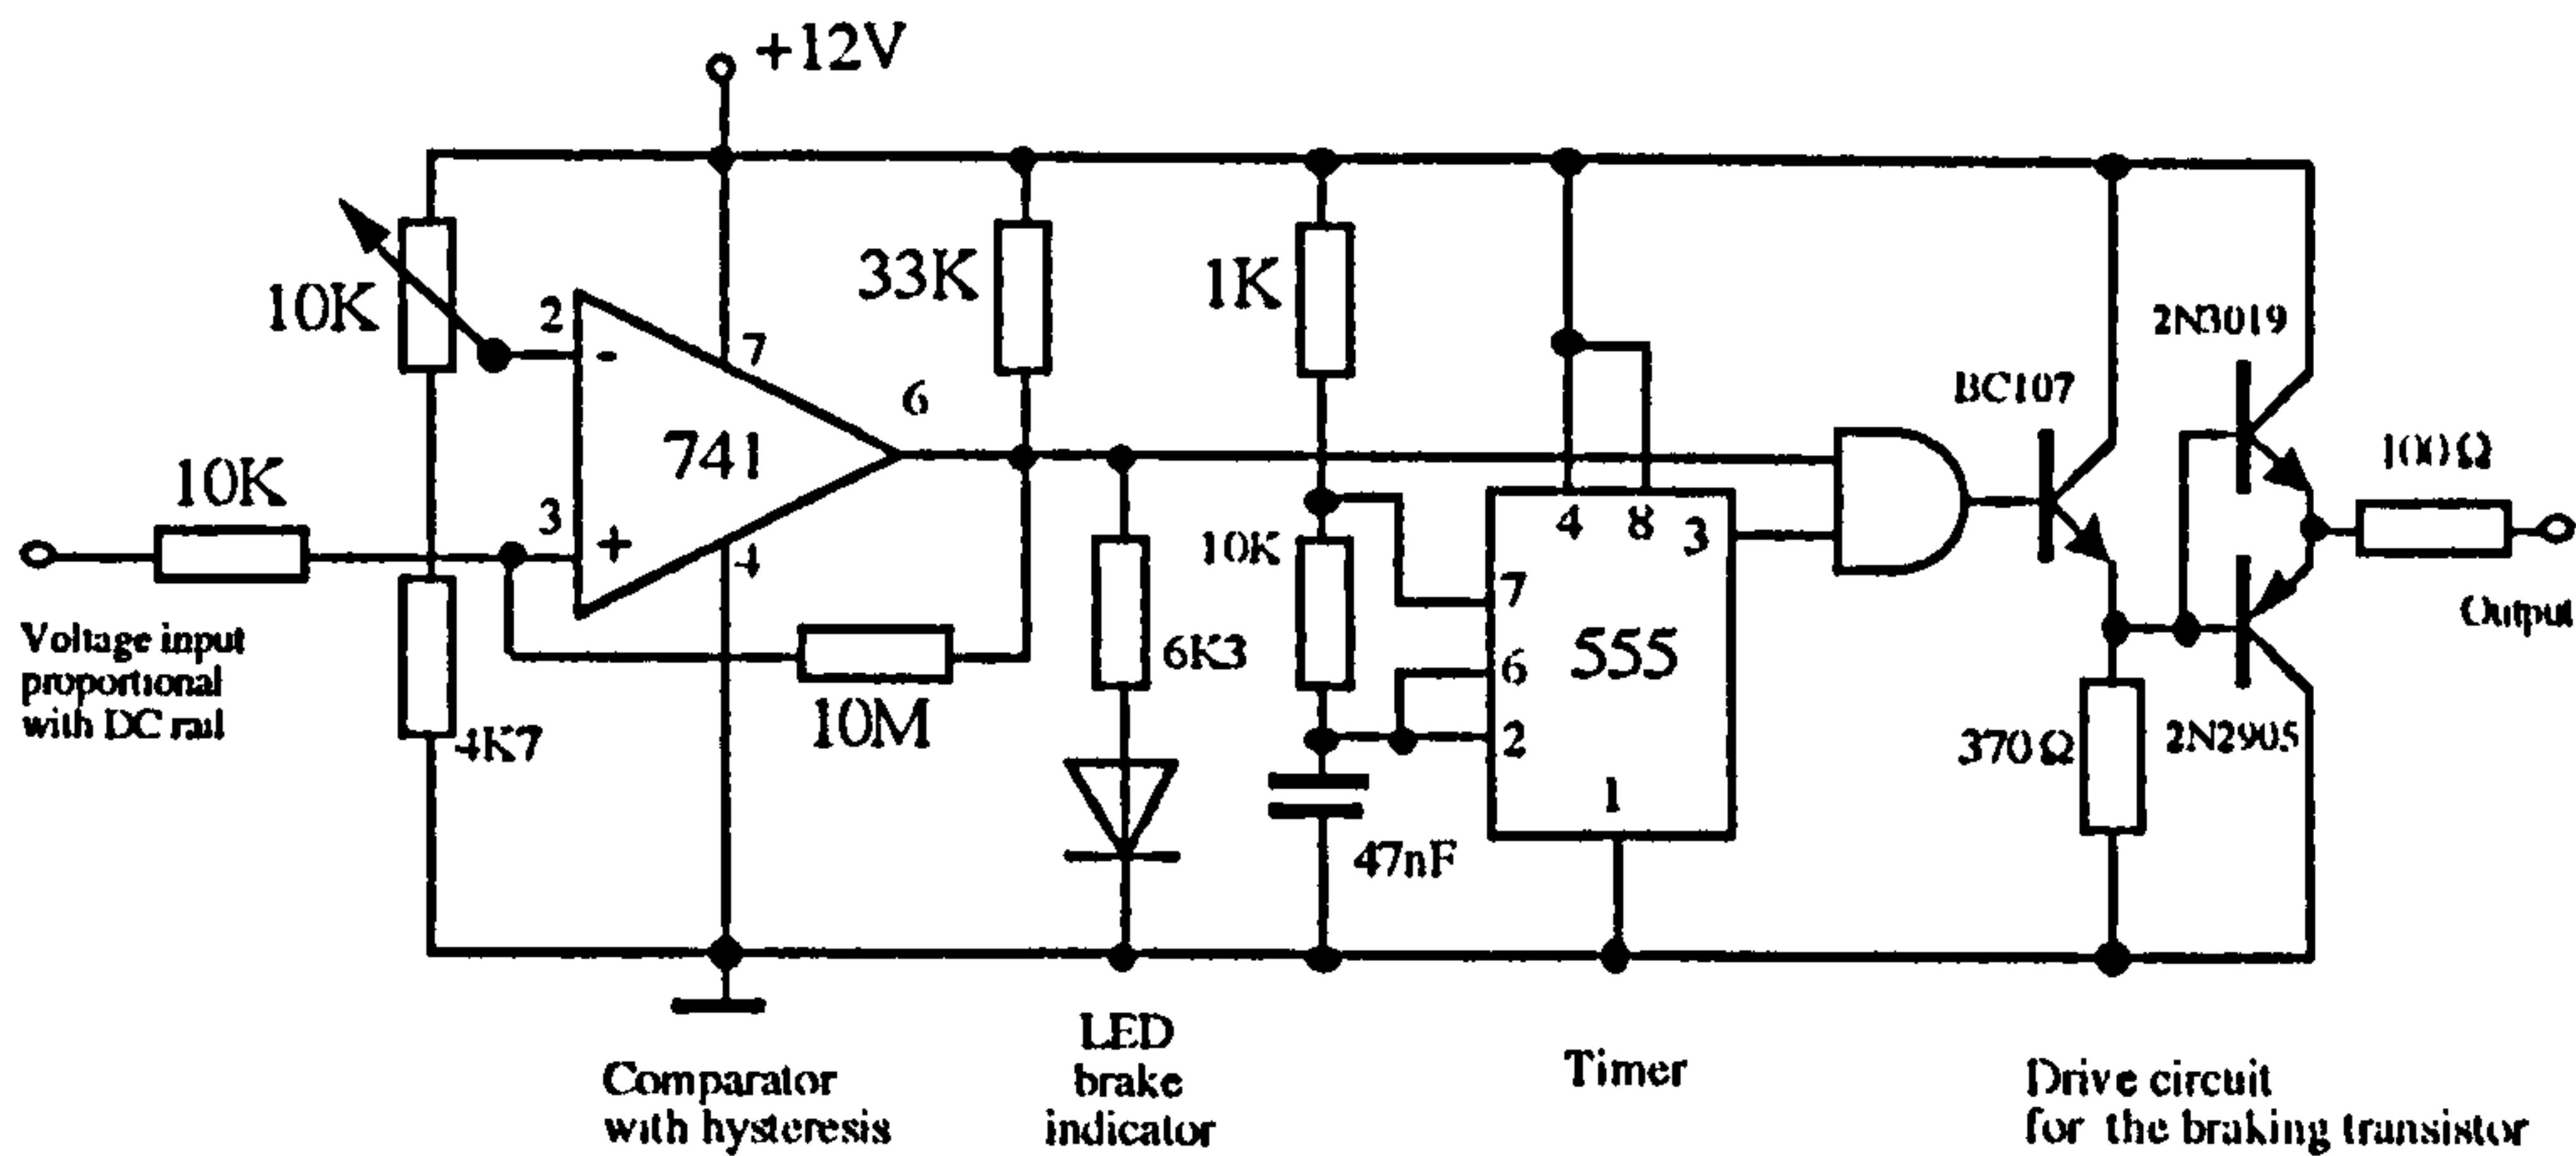 +12V
10K
2
-
7
741
6
33K
1K
4
8
3
BC107
2N3019
100Ω
10K
3
+
4
10M
6K3
10K
7
6
2
555
1
47nF
370Ω
2N2905
Output
Voltage input
proportional
with DC rail
4K7
Comparator
with hysteresis
LED
brake
indicator
Timer
Drive circuit
for the braking transistor